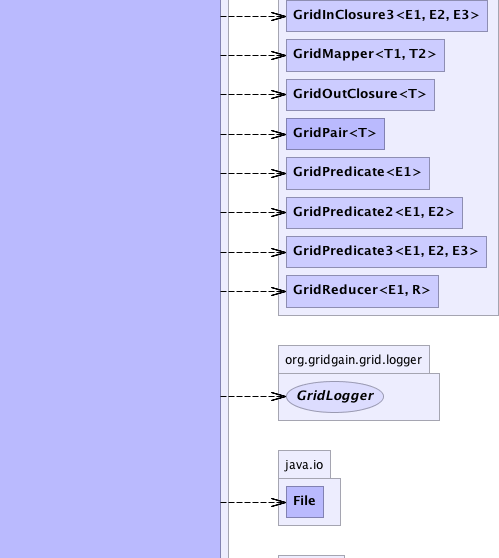 GridInClosure3<E1, E2, E3>
GridMapper<T1, T2>
GridOutClosure<T>
GridPair<T>
GridPredicate<E1>
GridPredicate2<E1, E2>
GridPredicate3<E1, E2, E3>
GridReducer<E1, R>
org.gridgain.grid.logger
GridLogger
java.io
File